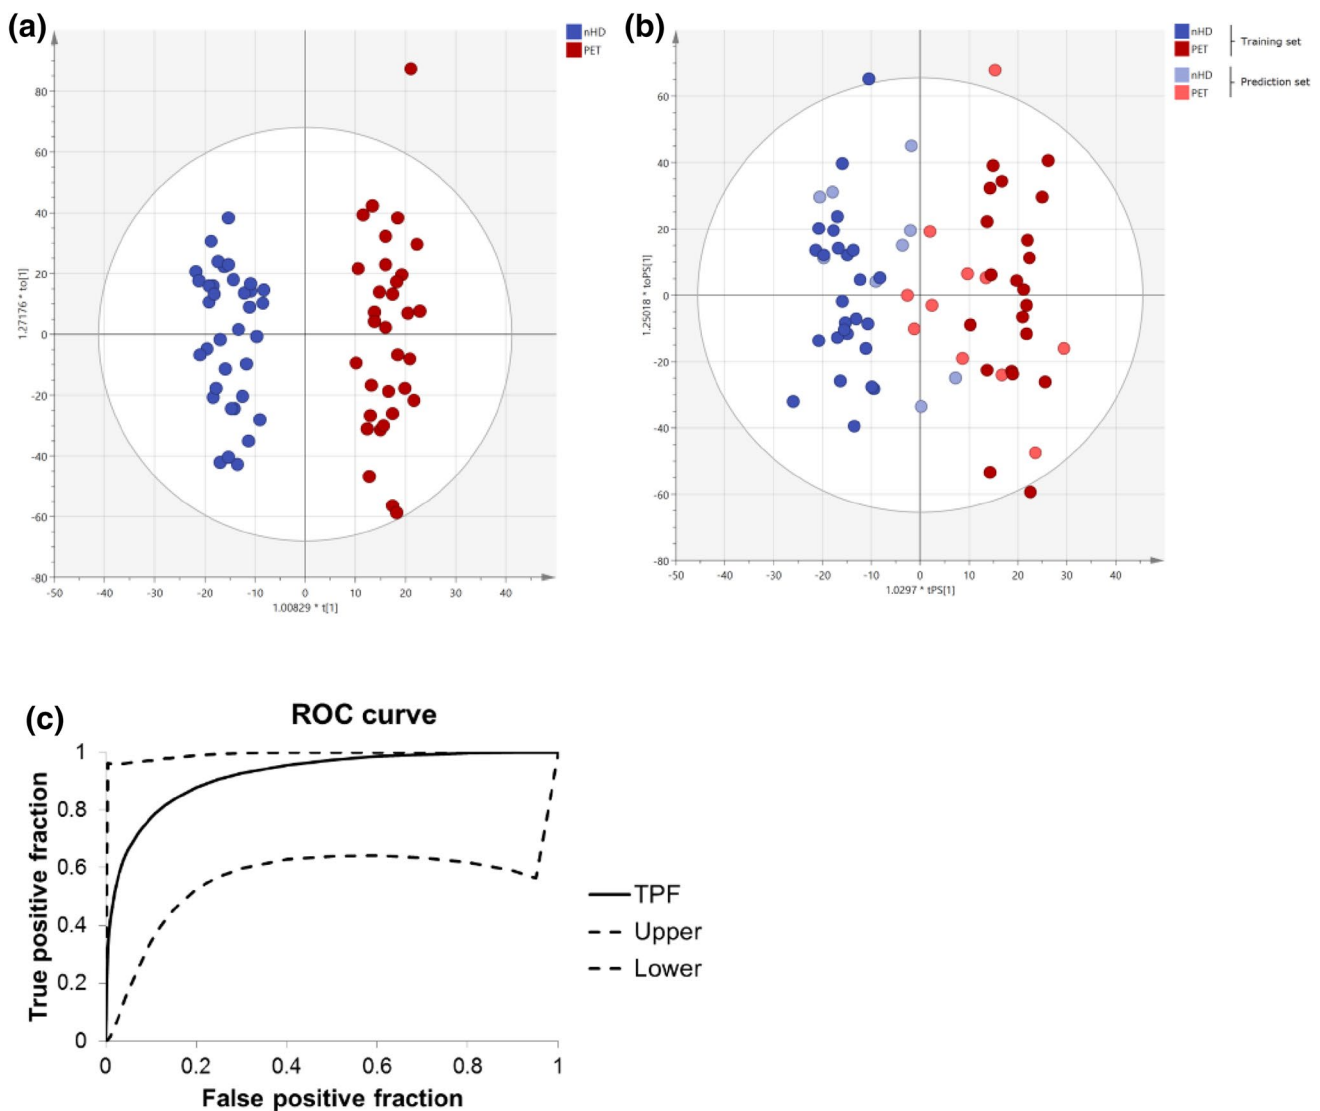 (a)
nHD
PET
80
60
40
20
0
-20
-40
-60
-80
-50 -40 -30 -20 -10 0 10 20 30 40
1.27176 * to[1]
1.00829 * t[1]
(b)
nHD
PET
Training set
nHD
PET
Prediction set
60
40
20
0
-20
-40
-60
-80
-50 -40 -30 -20 -10 0 10 20 30 40
1.25018 * toPS[1]
1.0297 * tPS[1]
(c)
ROC curve
True positive fraction
1
0.8
0.6
0.4
0.2
0
0 0.2 0.4 0.6 0.8 1
False positive fraction
TPF
Upper
Lower